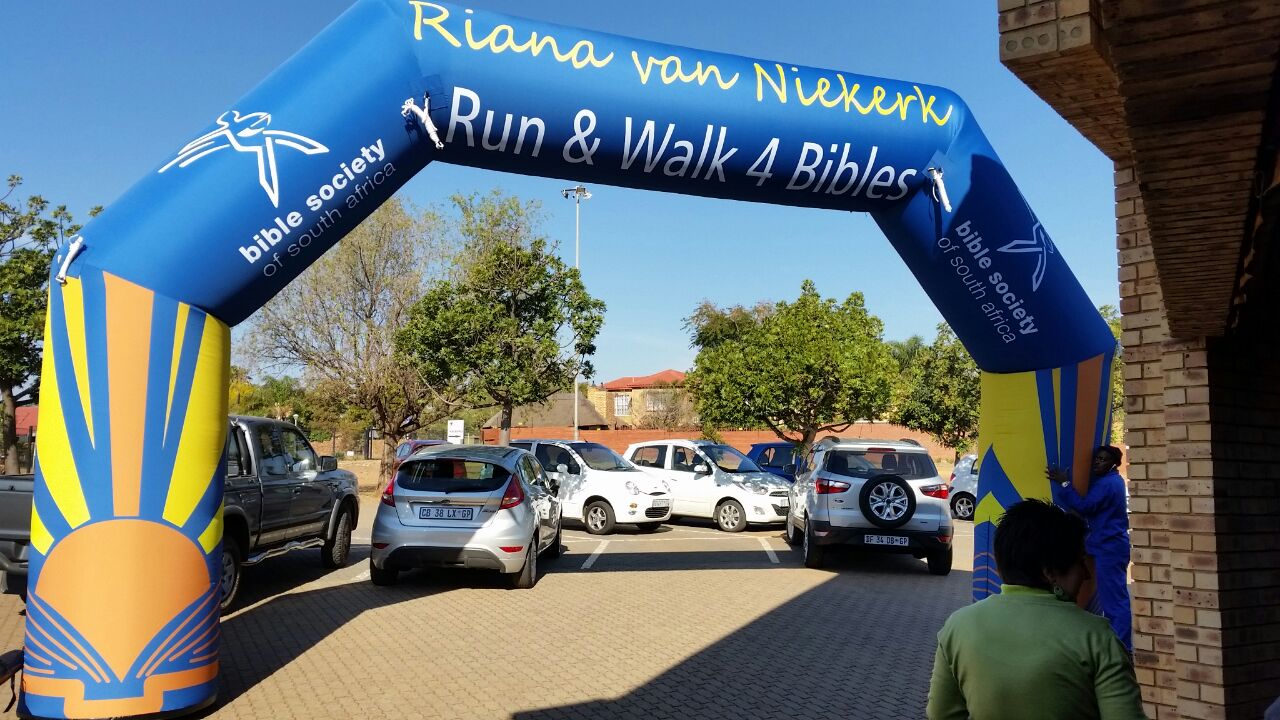 Riana van Niekerk
Run & Walk 4 Bibles
bible society
of south africa
bible society
of south africa
CB 38 LX GP
DF 34 DB GP